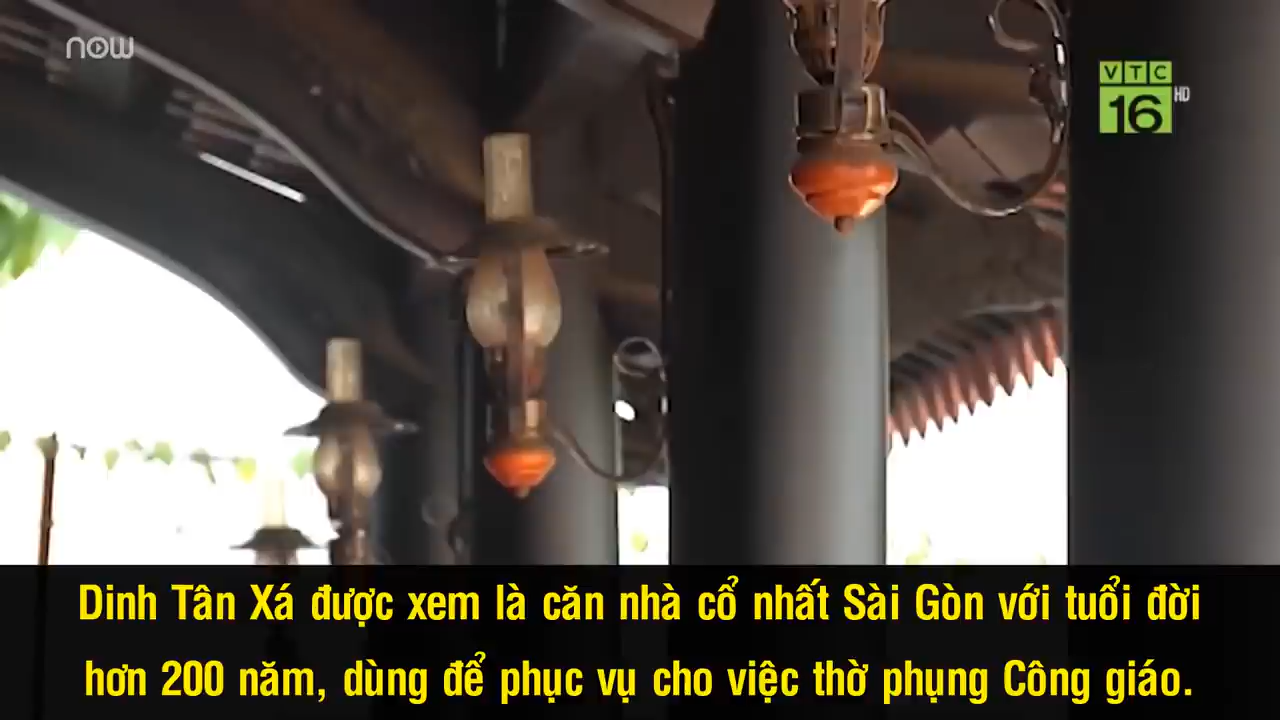 now
VTC
16 HD
Dinh Tân Xá được xem là căn nhà cổ nhất Sài Gòn với tuổi đời
hơn 200 năm, dùng để phục vụ cho việc thờ phụng Công giáo.